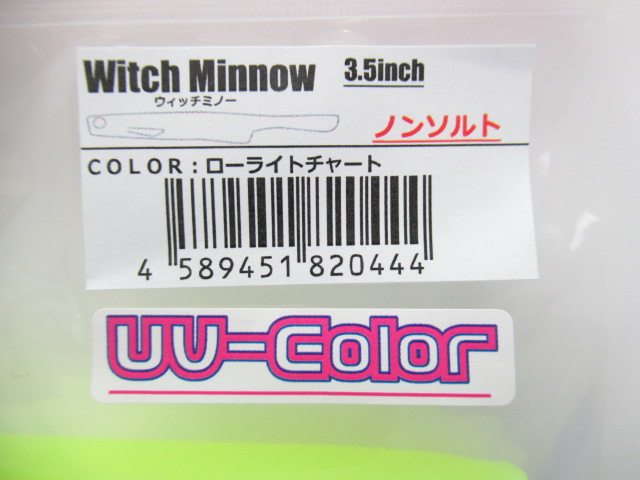 Witch Minnow 3.5inch
ウィッチミノー
ノンソルト
COLOR:ローライトチャート
4 589451 820444
UV-Color